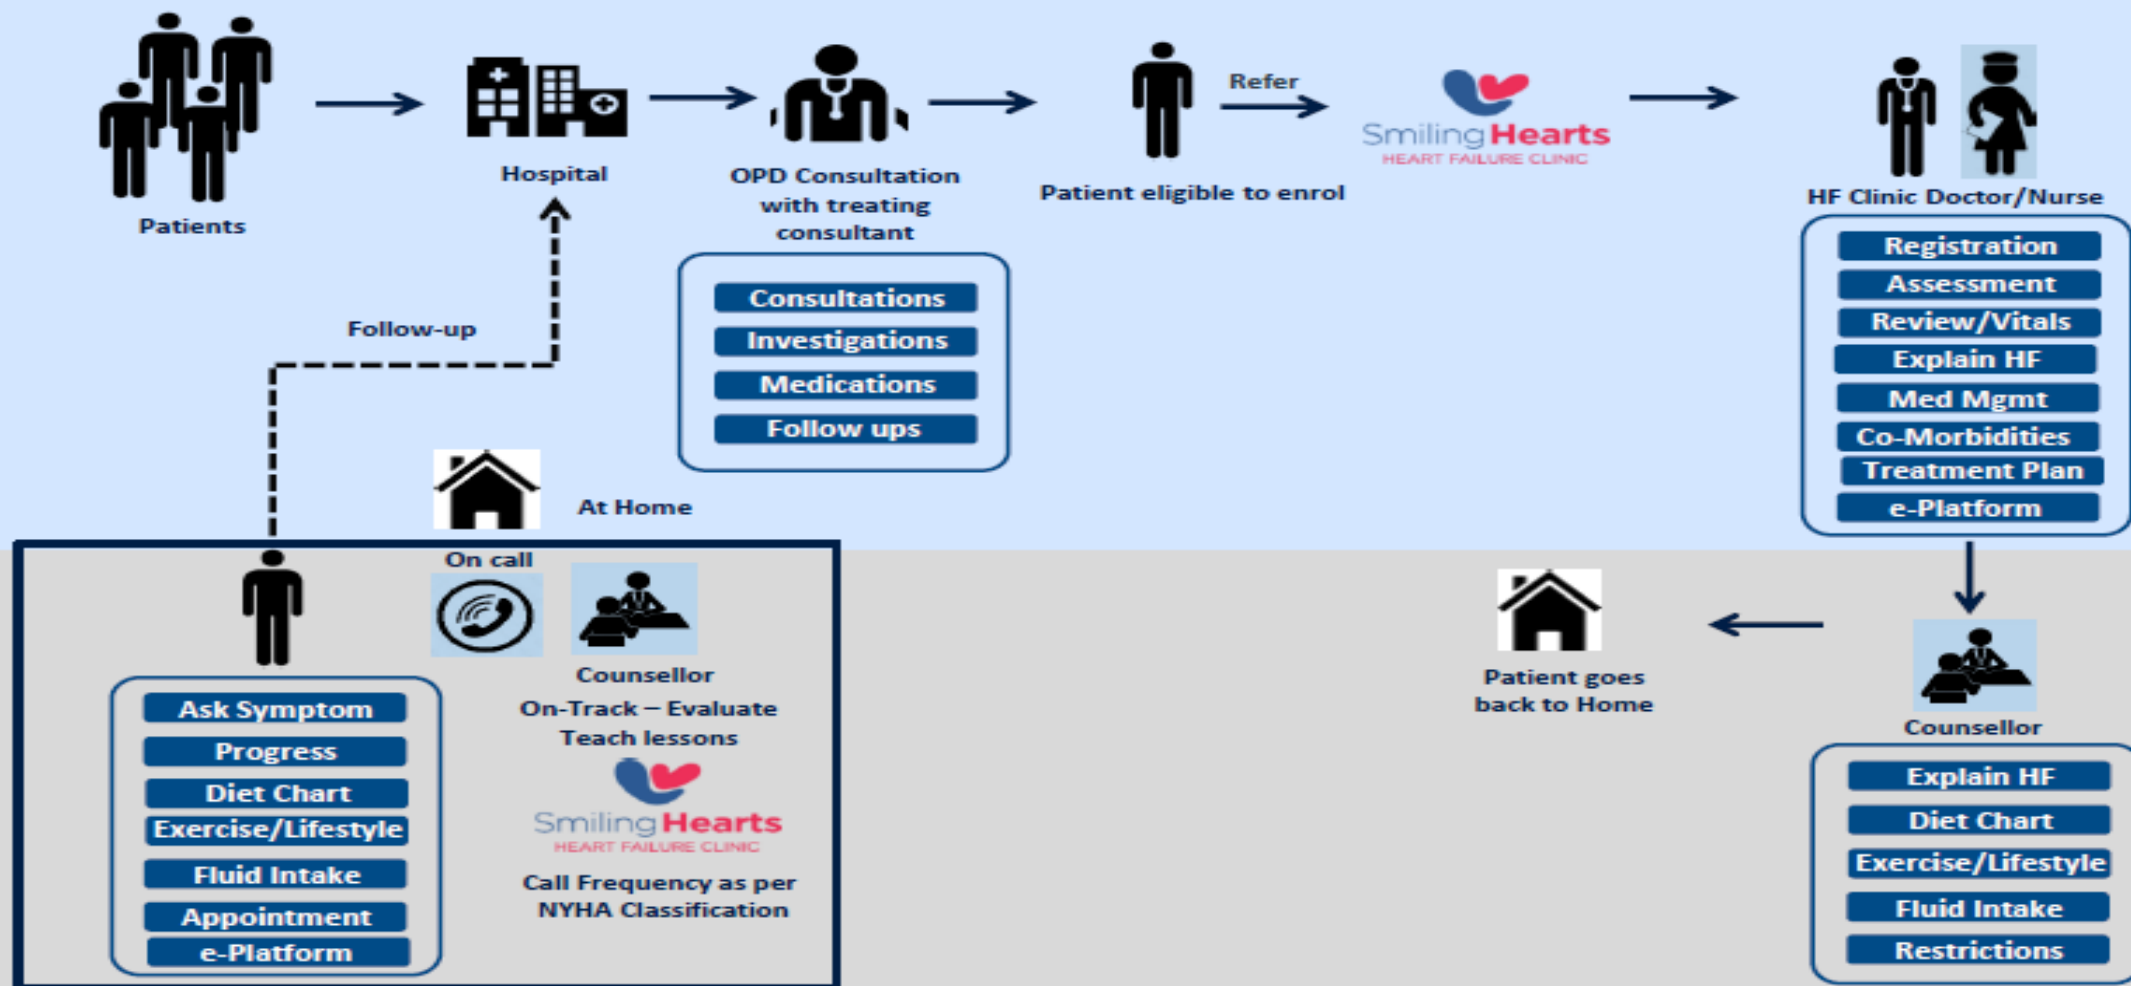 Patients
Hospital
OPD Consultation
with treating
consultant
Consultations
Investigations
Medications
Follow ups
Patient eligible to enrol
Refer
Smiling Hearts
HEART FAILURE CLINIC
HF Clinic Doctor/Nurse
Registration
Assessment
Review/Vitals
Explain HF
Med Mgmt
Co-Morbidities
Treatment Plan
e-Platform
Counsellor
Explain HF
Diet Chart
Exercise/Lifestyle
Fluid Intake
Restrictions
Patient goes
back to Home
At Home
On call
Counsellor
On-Track – Evaluate
Teach lessons
Smiling Hearts
HEART FAILURE CLINIC
Call Frequency as per
NYHA Classification
Ask Symptom
Progress
Diet Chart
Exercise/Lifestyle
Fluid Intake
Appointment
e-Platform
Follow-up